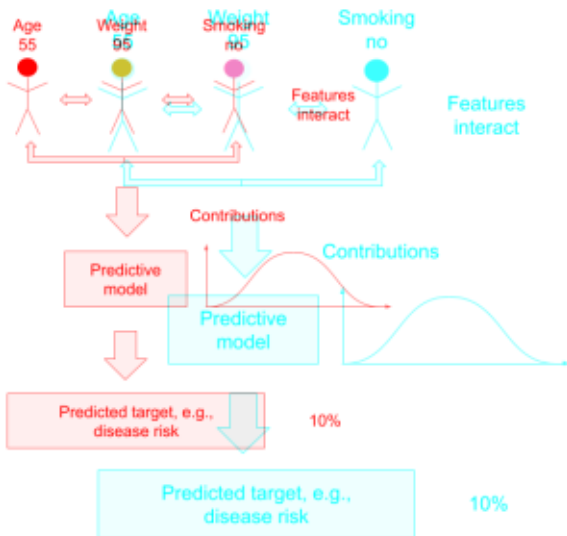 Age
55
Weight
95
Smoking
no
Age
55
Weight
95
Smoking
no
Features
interact
Features
interact
Contributions
Contributions
Predictive
model
Predictive
model
Predicted target, e.g.,
disease risk
10%
Predicted target, e.g.,
disease risk
10%